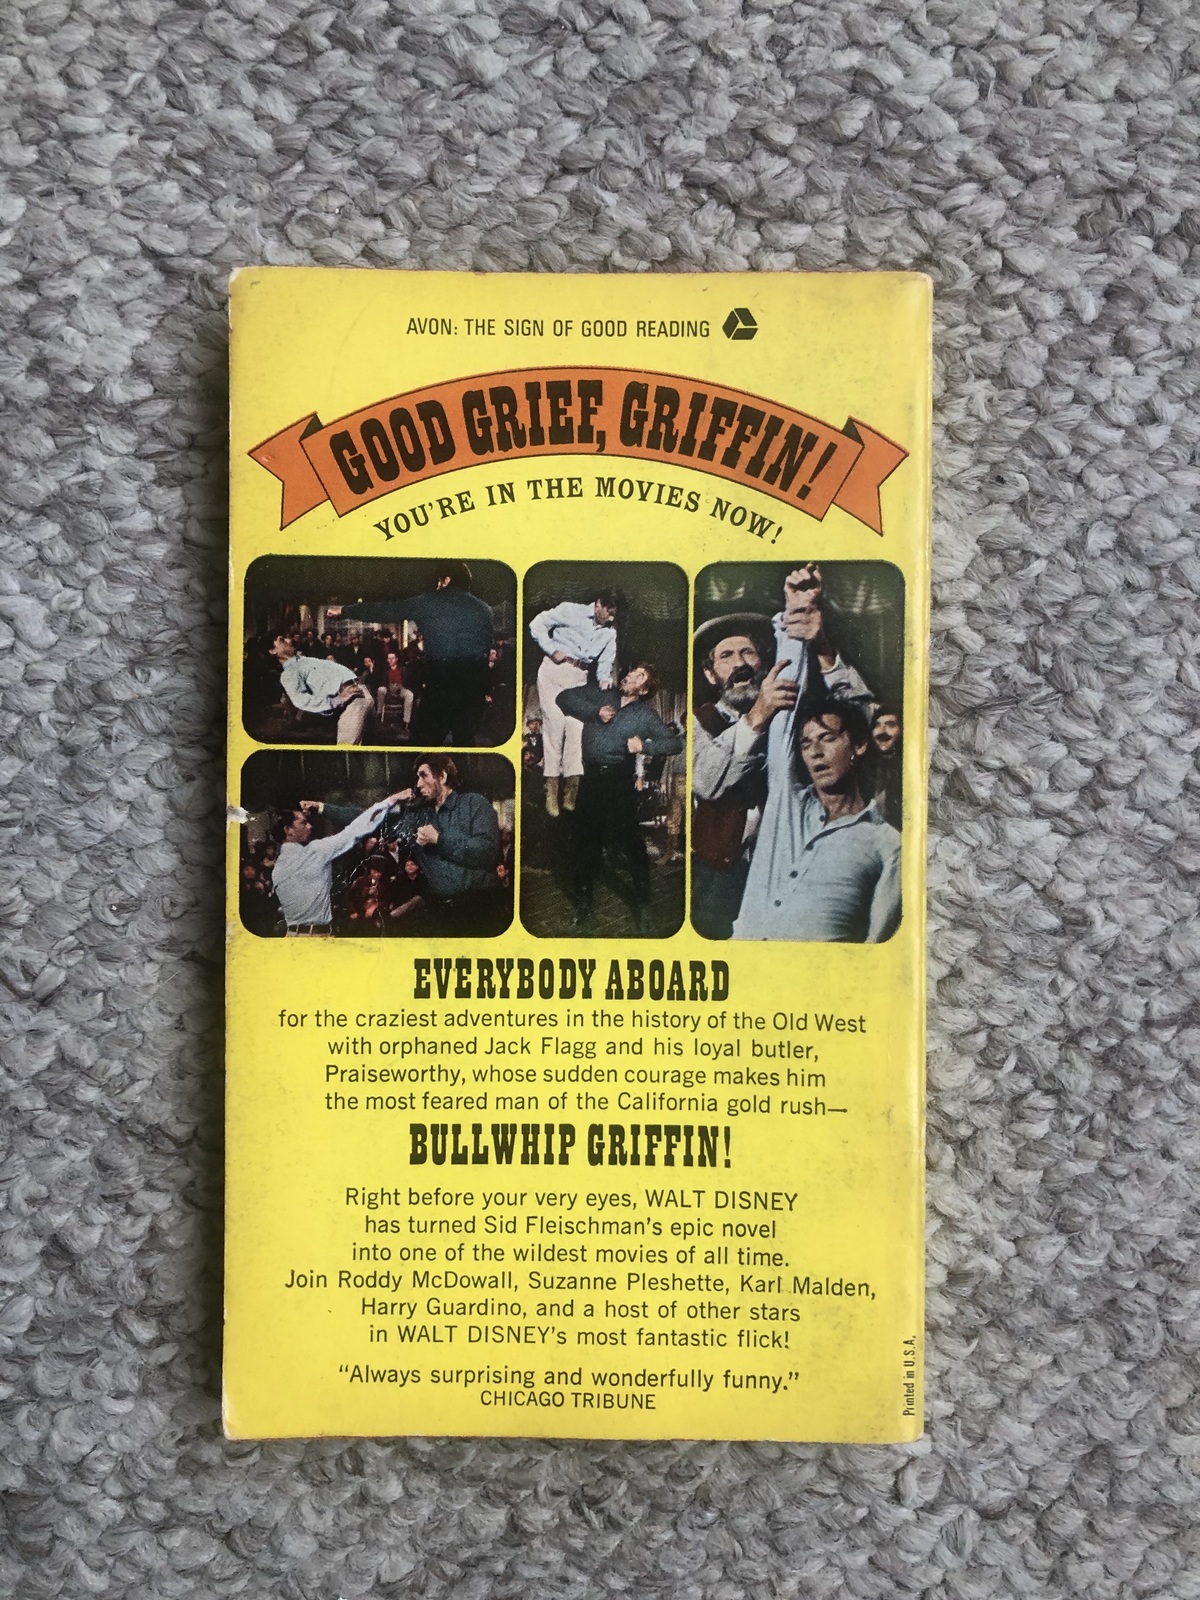 AVON: THE SIGN OF GOOD READING
GOOD GRIEF, GRIFFIN!
YOU'RE IN THE MOVIES NOW!
EVERYBODY ABOARD
for the craziest adventures in the history of the Old West
with orphaned Jack Flagg and his loyal butler,
Praiseworthy, whose sudden courage makes him
the most feared man of the California gold rush—
BULLWHIP GRIFFIN!
Right before your very eyes, WALT DISNEY
has turned Sid Fleischman's epic novel
into one of the wildest movies of all time.
Join Roddy McDowall, Suzanne Pleshette, Karl Malden,
Harry Guardino, and a host of other stars
in WALT DISNEY's most fantastic flick!
"Always surprising and wonderfully funny."
CHICAGO TRIBUNE
Printed in U.S.A.